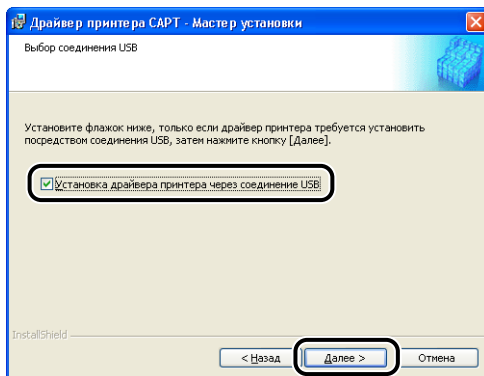 Драйвер принтера CAPT - Мастер установки
Выбор соединения USB
Установите флажок ниже, только если драйвер принтера требуется установить
посредством соединения USB, затем нажмите кнопку [Далее].
Установка драйвера принтера через соединение USB
InstallShield
< Назад Далее > Отмена